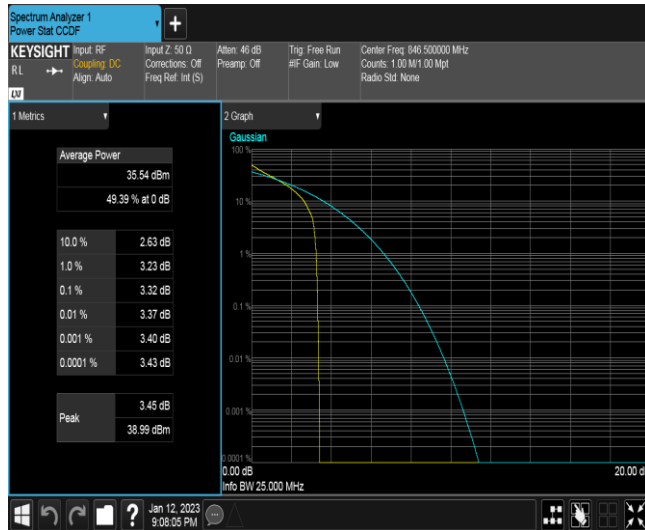 Spectrum Analyzer 1
Power Stat CCDF
+
KEYSIGHT
RL
LXI
Input: RF
Coupling: DC
Align: Auto
Input Z: 50 Ω
Corrections: Off
Freq Ref: Int (S)
Atten: 46 dB
Preamp: Off
Trig: Free Run
#IF Gain: Low
Center Freq: 846.500000 MHz
Counts: 1.00 M/1.00 Mpt
Radio Std: None
1 Metrics
Average Power
35.54 dBm
49.39 % at 0 dB
10.0 % 2.63 dB
1.0 % 3.23 dB
0.1 % 3.32 dB
0.01 % 3.37 dB
0.001 % 3.40 dB
0.0001 % 3.43 dB
Peak
3.45 dB
38.99 dBm
2 Graph
Gaussian
100 %
10 %
1 %
0.1 %
0.01 %
0.001 %
0.0001 %
0.00 dB 20.00 d
Info BW 25.000 MHz
?
Jan 12, 2023
9:08:05 PM